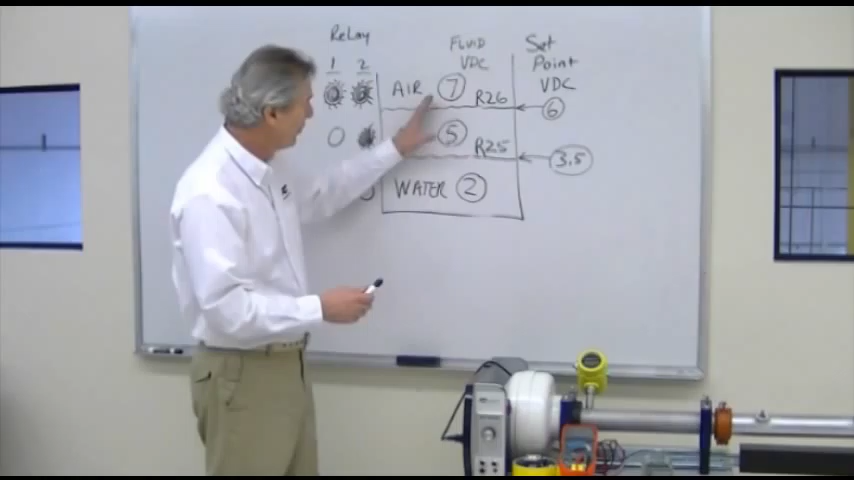 ReLay
1 2
FLUID
VDC
Set
Point
VDC
AIR 7
R26
6
5
R25
3.5
WATER 2